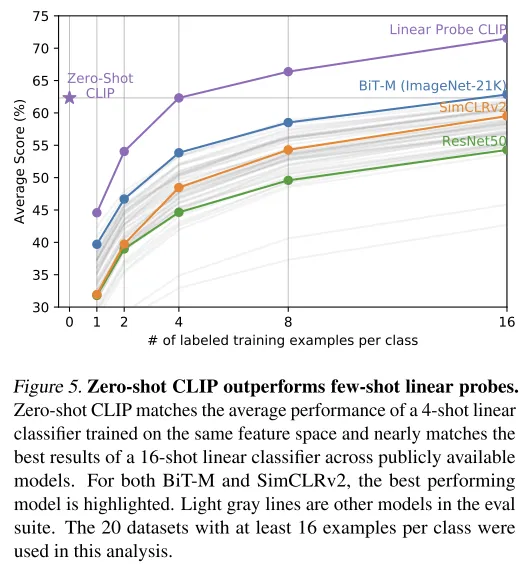 75
70
65
60
55
50
45
40
35
30
Average Score (%)
Linear Probe CLIP
Zero-Shot
CLIP
BiT-M (ImageNet-21K)
SimCLRv2
ResNet50
0 1 2 4 8 16
# of labeled training examples per class
Figure 5. Zero-shot CLIP outperforms few-shot linear probes.
Zero-shot CLIP matches the average performance of a 4-shot linear
classifier trained on the same feature space and nearly matches the
best results of a 16-shot linear classifier across publicly available
models. For both BiT-M and SimCLRv2, the best performing
model is highlighted. Light gray lines are other models in the eval
suite. The 20 datasets with at least 16 examples per class were
used in this analysis.